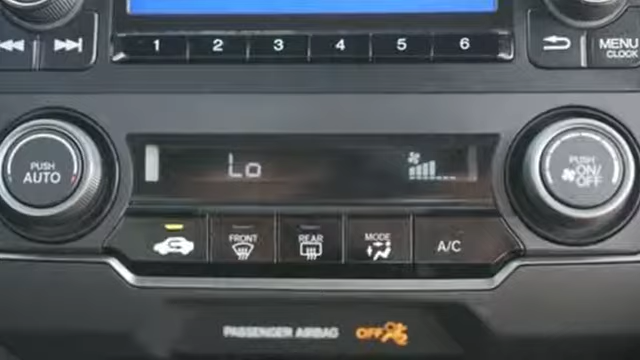 1 2 3 4 5 6
MENU
CLOCK
PUSH
AUTO
Lo
PUSH
ON/
OFF
FRONT
REAR
MODE
A/C
PASSENGER AIRBAG OFF